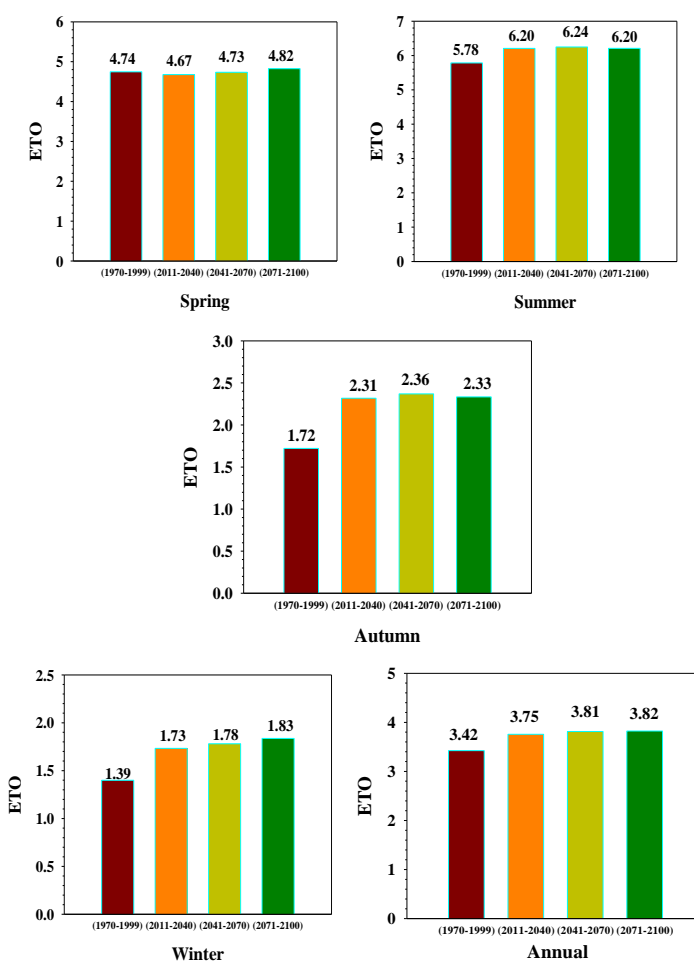 6
5
4
3
2
1
0
ETO
4.74 4.67 4.73 4.82
(1970-1999) (2011-2040) (2041-2070) (2071-2100)
Spring
7
6
5
4
3
2
1
0
ETO
5.78 6.20 6.24 6.20
(1970-1999) (2011-2040) (2041-2070) (2071-2100)
Summer
3.0
2.5
2.0
1.5
1.0
0.5
0.0
ETO
1.72 2.31 2.36 2.33
(1970-1999) (2011-2040) (2041-2070) (2071-2100)
Autumn
2.5
2.0
1.5
1.0
0.5
0.0
ETO
1.39 1.73 1.78 1.83
(1970-1999) (2011-2040) (2041-2070) (2071-2100)
Winter
5
4
3
2
1
0
ETO
3.42 3.75 3.81 3.82
(1970-1999) (2011-2040) (2041-2070) (2071-2100)
Annual